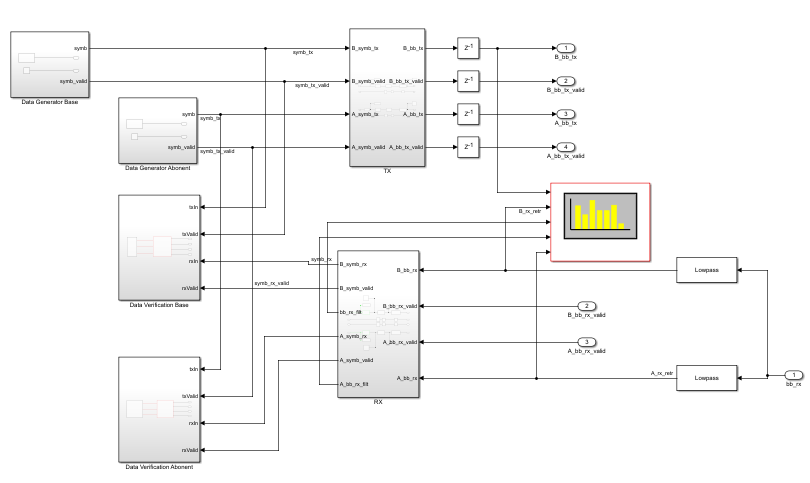 symb
symb_valid
Data Generator Base
symb_tx
symb_tx_valid
symb
symb_valid
symb_tx
symb_tx_valid
Data Generator Abonent
B_symb_tx
B_symb_valid
A_symb_tx
A_symb_valid
B_bb_tx
B_bb_tx_valid
A_bb_tx
A_bb_tx_valid
TX
Z-1
Z-1
Z-1
Z-1
1
B_bb_tx
2
B_bb_tx_valid
3
A_bb_tx
4
A_bb_tx_valid
txIn
txValid
rxIn
rxValid
Data Verification Base
symb_rx
symb_rx_valid
B_rx_retr
B_symb_rx
B_symb_valid
bb_rx_filt
A_symb_rx
A_symb_valid
A_bb_rx_filt
B_bb_rx
B_bb_rx_valid
A_bb_rx_valid
A_bb_rx
RX
Lowpass
2
B_bb_rx_valid
3
A_bb_rx_valid
A_rx_retr
Lowpass
1
bb_rx
txIn
txValid
rxIn
rxValid
Data Verification Abonent